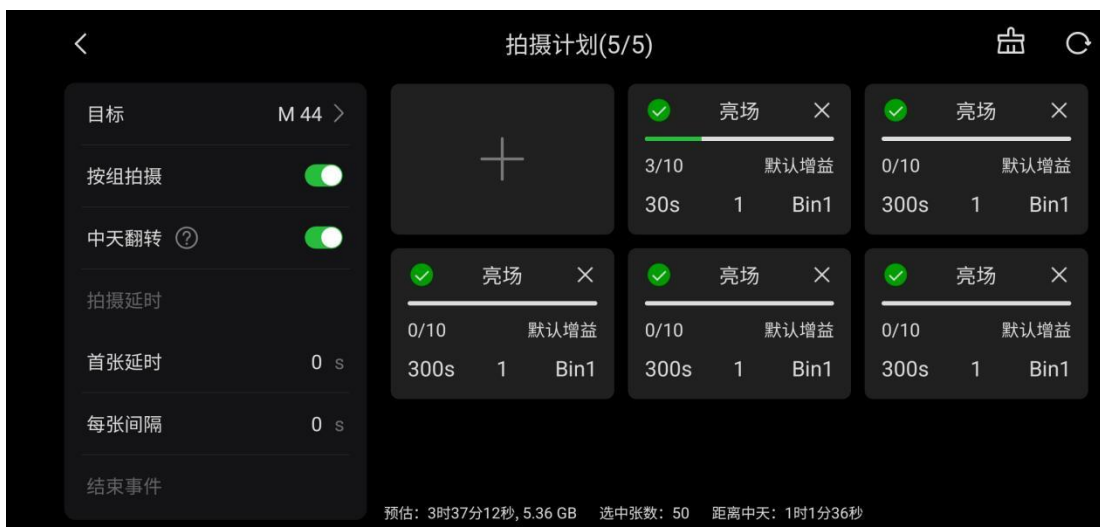 拍摄计划(5/5)
目标 M 44
按组拍摄
中天翻转 ?
拍摄延时
首张延时 0 s
每张间隔 0 s
结束事件
亮场
3/10 默认增益
30s 1 Bin1
亮场
0/10 默认增益
300s 1 Bin1
亮场
0/10 默认增益
300s 1 Bin1
亮场
0/10 默认增益
300s 1 Bin1
亮场
0/10 默认增益
300s 1 Bin1
预估：3时37分12秒, 5.36 GB 选中张数：50 距离中天：1时1分36秒